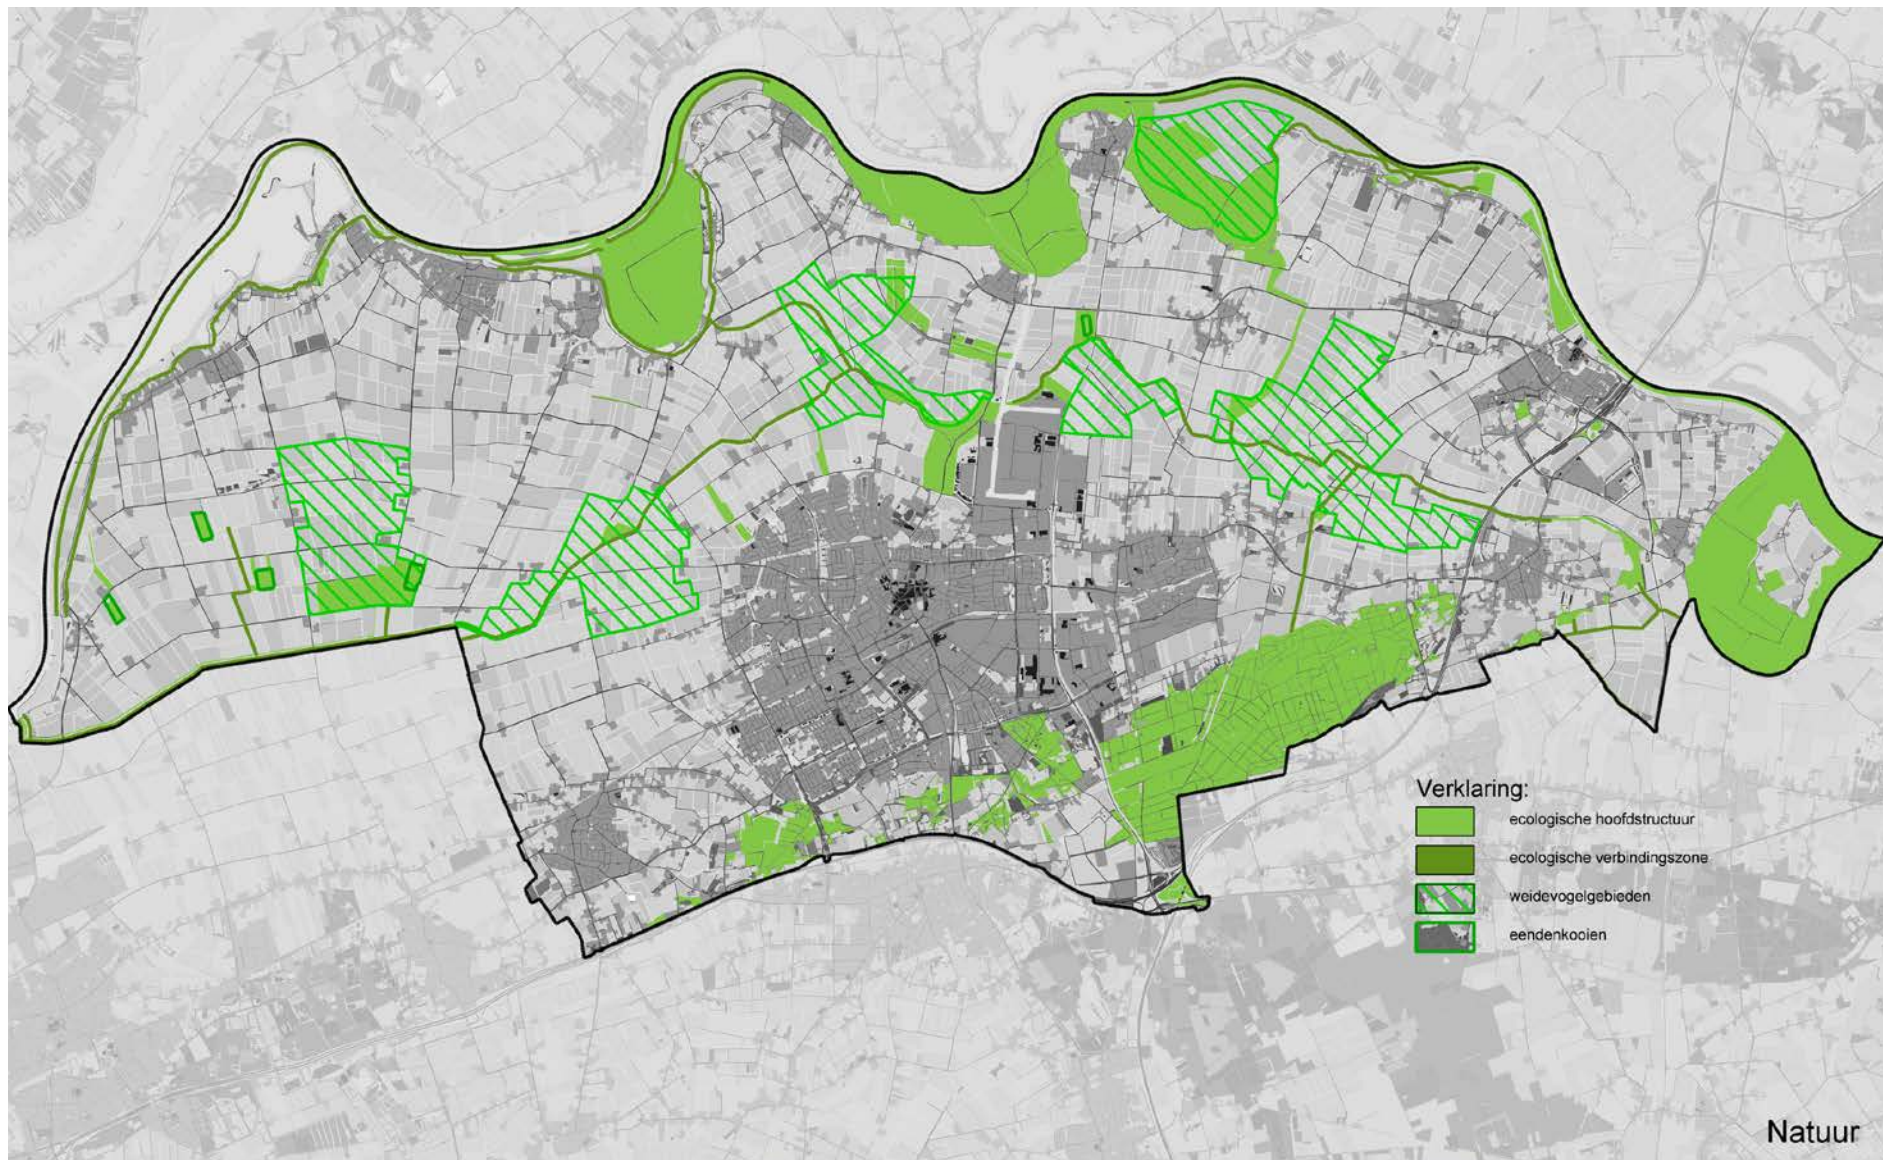 Verklaring:
ecologische hoofdstructuur
ecologische verbindingszone
weidevogelgebieden
eendenkooien
Natuur